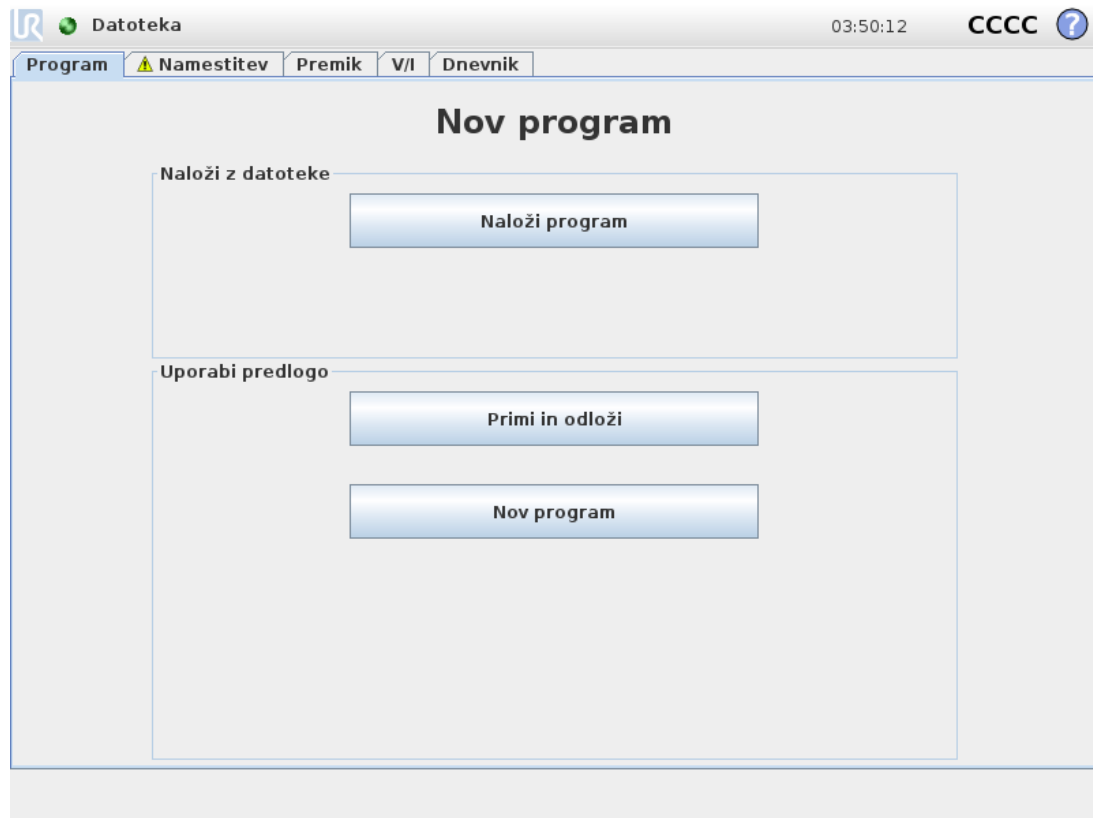 UR Datoteka 03:50:12 CCCC ?
Program Namestitev Premik V/I Dnevnik
Nov program
Naloži z datoteke
Naloži program
Uporabi predlogo
Primi in odloži
Nov program